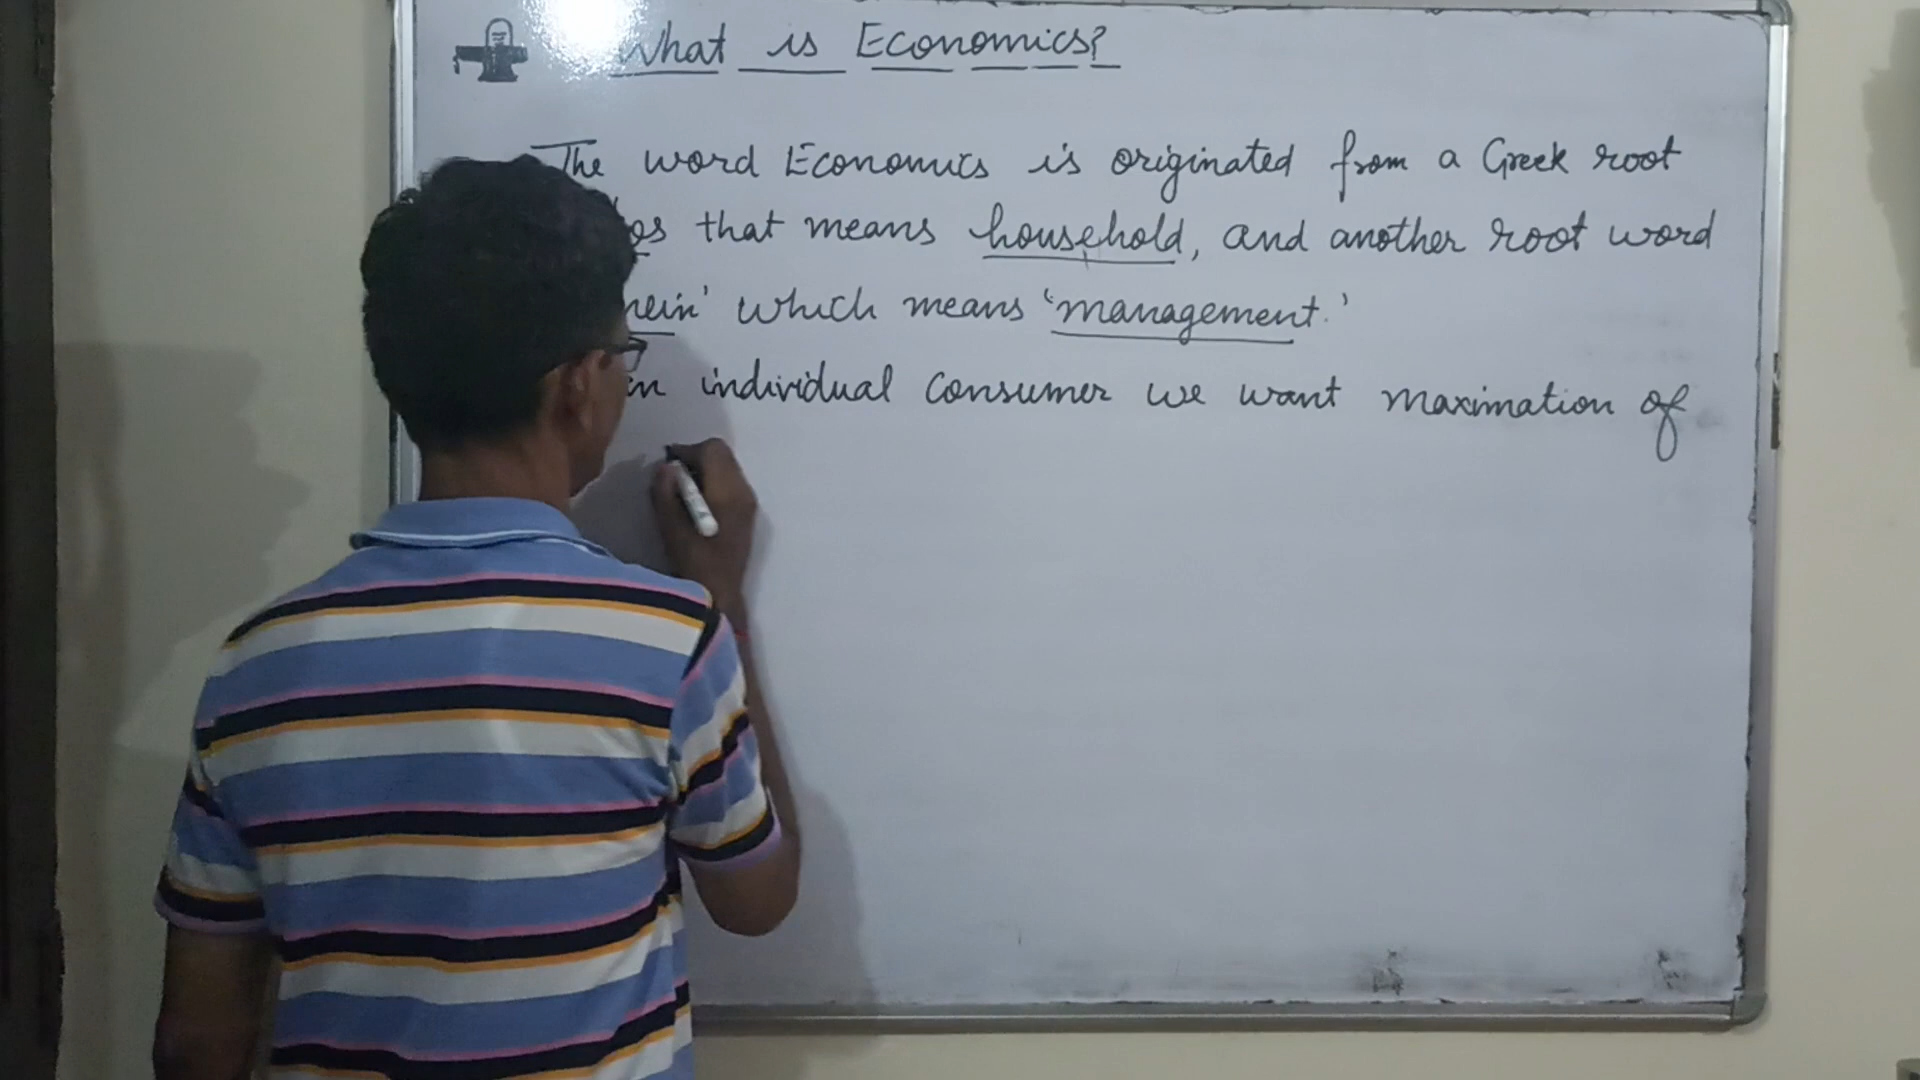 What is Economics?
The word Economics is originated from a Greek root
that means household, and another root word
which means 'management.'
individual consumer we want maximation of